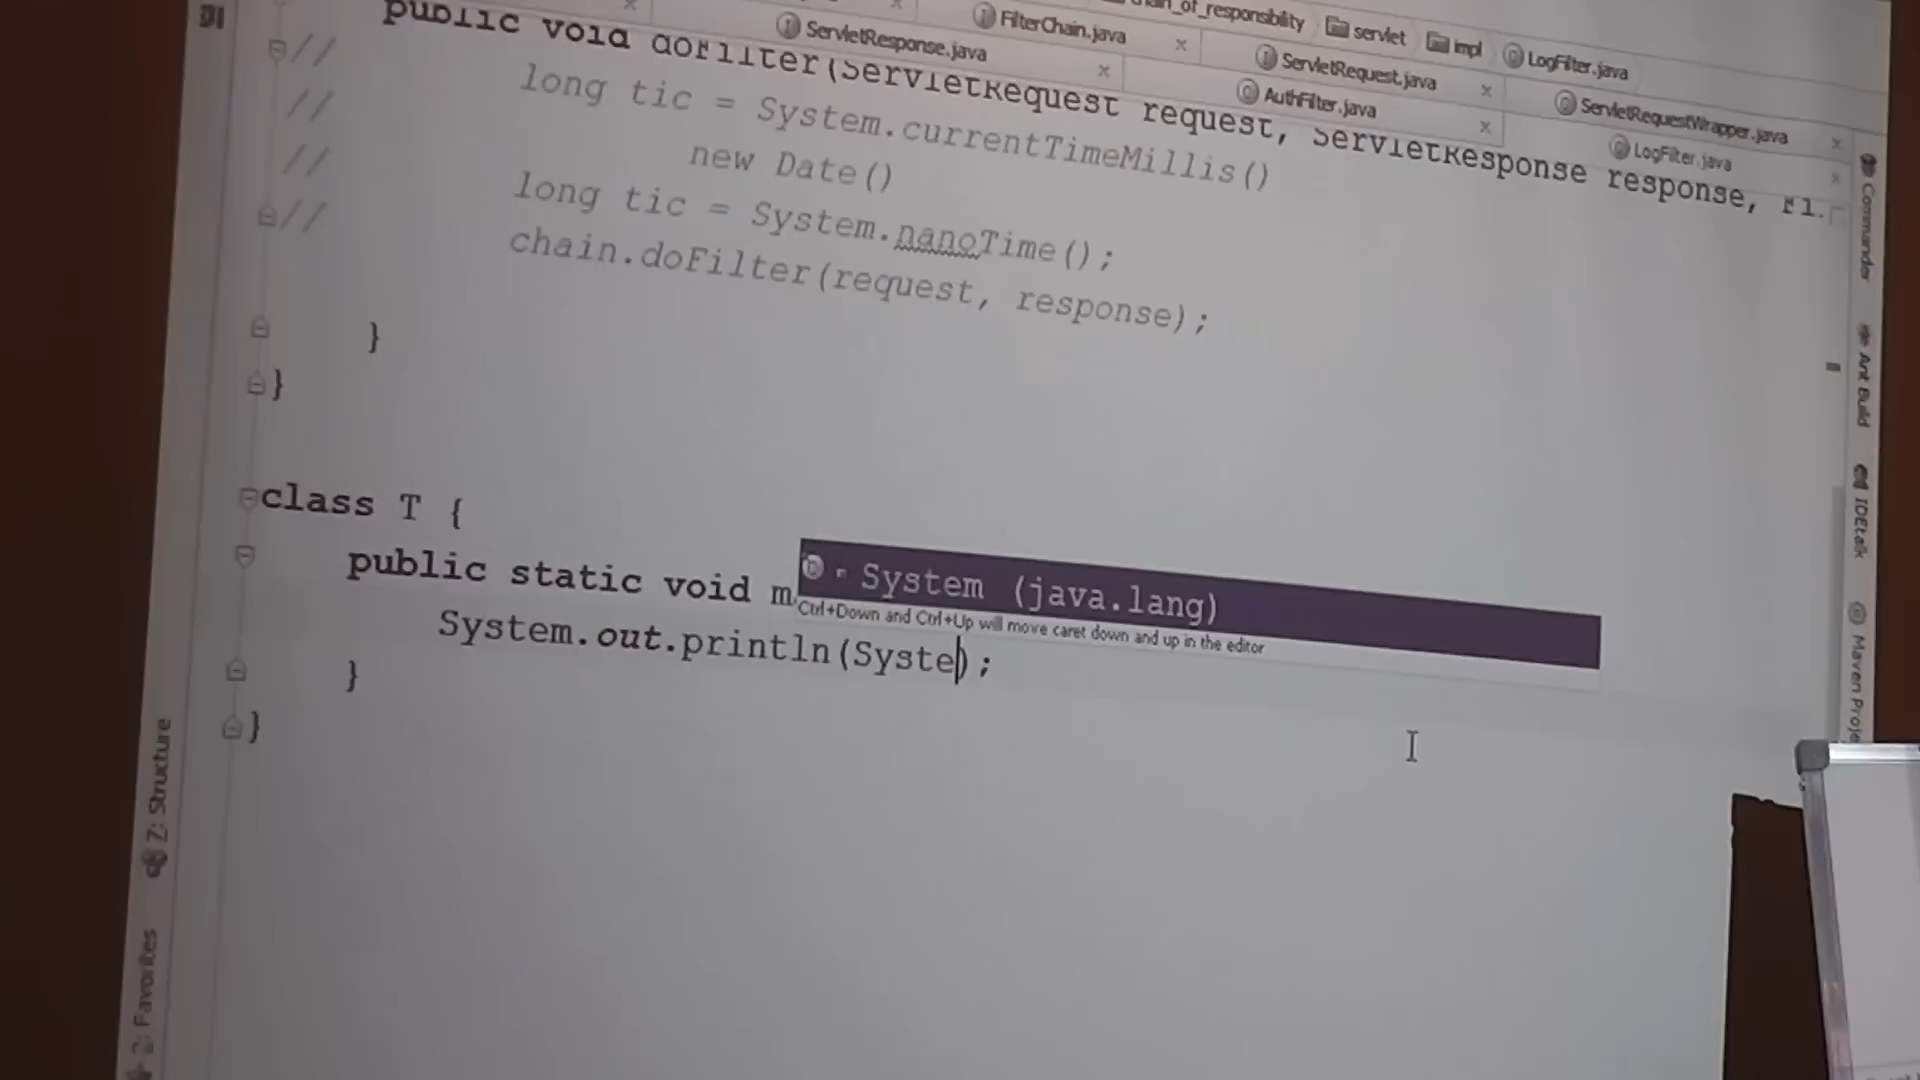 servlet
impl
LogFilter.java
ServletResponse.java
FilterChain.java
ServletRequest.java
ServletRequestWrapper.java
AuthFilter.java
LogFilter.java
public void doFilter(ServletRequest request, ServletResponse response,
// long tic = System.currentTimeMillis()
// new Date()
// long tic = System.nanoTime();
// chain.doFilter(request, response);
}
}
class T {
public static void m
System (java.lang)
Ctrl+Down and Ctrl+Up will move caret down and up in the editor
System.out.println(Syste);
}
}
Commander
Ant Build
IDEtalk
Maven Proje
Z: Structure
2: Favorites